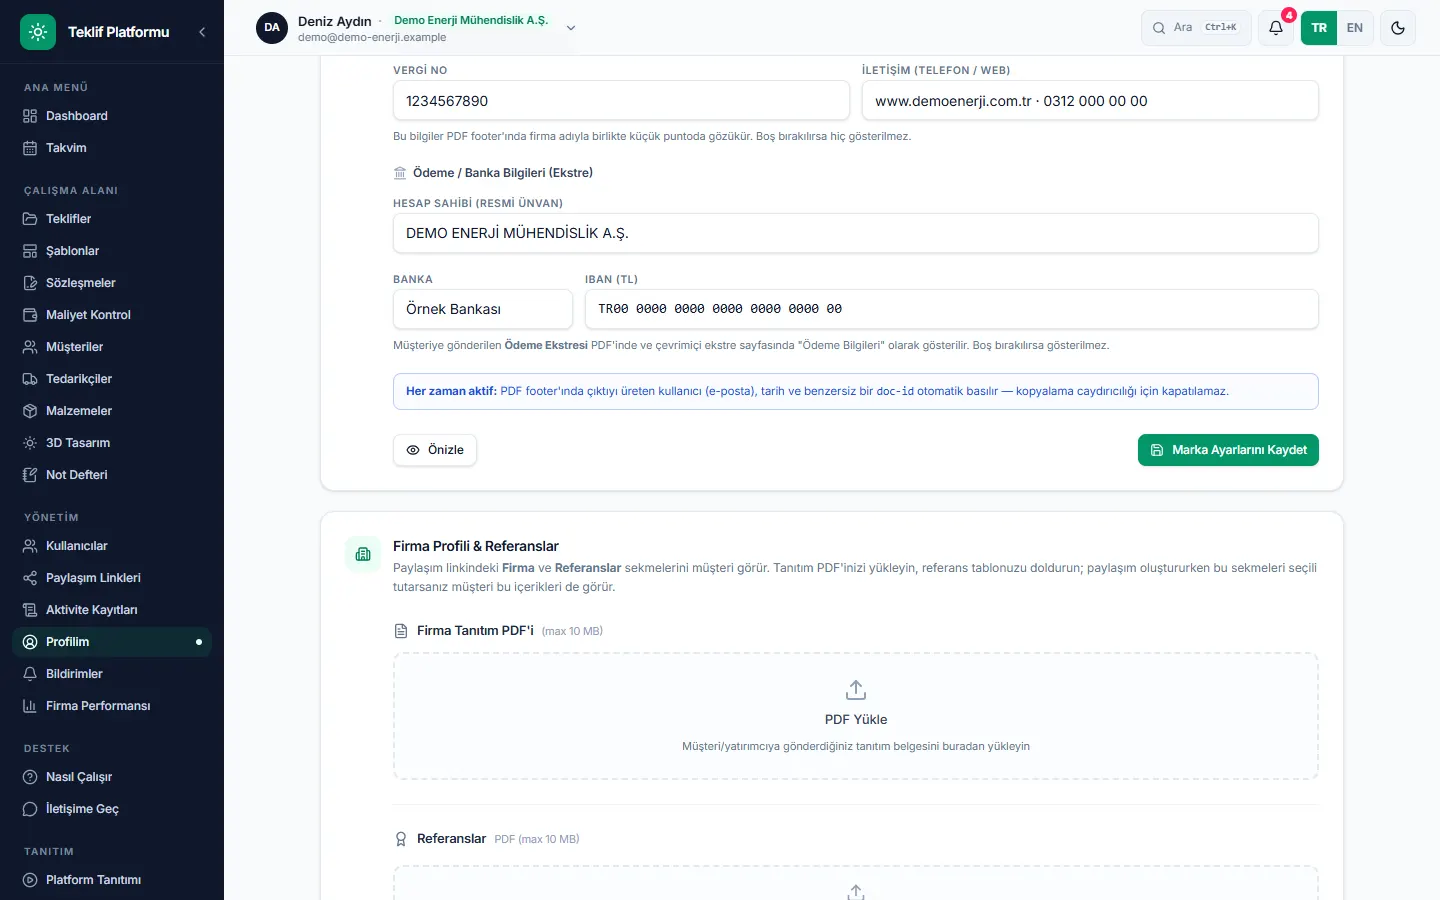 Teklif Platformu
ANA MENÜ
Dashboard
Takvim
ÇALIŞMA ALANI
Teklifler
Şablonlar
Sözleşmeler
Maliyet Kontrol
Müşteriler
Tedarikçiler
Malzemeler
3D Tasarım
Not Defteri
YÖNETİM
Kullanıcılar
Paylaşım Linkleri
Aktivite Kayıtları
Profilim
Bildirimler
Firma Performansı
DESTEK
Nasıl Çalışır
İletişime Geç
TANITIM
Platform Tanıtımı
DA
Deniz Aydın · Demo Enerji Mühendislik A.Ş.
demo@demo-enerji.example
Ara Ctrl+K
4
TR EN
VERGİ NO
1234567890
İLETİŞİM (TELEFON / WEB)
www.demoenerji.com.tr · 0312 000 00 00
Bu bilgiler PDF footer'ında firma adıyla birlikte küçük puntoda gözükür. Boş bırakılırsa hiç gösterilmez.
Ödeme / Banka Bilgileri (Ekstre)
HESAP SAHİBİ (RESMİ ÜNVAN)
DEMO ENERJİ MÜHENDİSLİK A.Ş.
BANKA
Örnek Bankası
IBAN (TL)
TR00 0000 0000 0000 0000 0000 00
Müşteriye gönderilen Ödeme Ekstresi PDF'inde ve çevrimiçi ekstre sayfasında "Ödeme Bilgileri" olarak gösterilir. Boş bırakılırsa gösterilmez.
Her zaman aktif: PDF footer'ında çıktıyı üreten kullanıcı (e-posta), tarih ve benzersiz bir doc-id otomatik basılır — kopyalama caydırıcılığı için kapatılamaz.
Önizle
Marka Ayarlarını Kaydet
Firma Profili & Referanslar
Paylaşım linkindeki Firma ve Referanslar sekmelerini müşteri görür. Tanıtım PDF'inizi yükleyin, referans tablonuzu doldurun; paylaşım oluştururken bu sekmeleri seçili
tutarsanız müşteri bu içerikleri de görür.
Firma Tanıtım PDF'i (max 10 MB)
PDF Yükle
Müşteri/yatırımcıya gönderdiğiniz tanıtım belgesini buradan yükleyin
Referanslar PDF (max 10 MB)